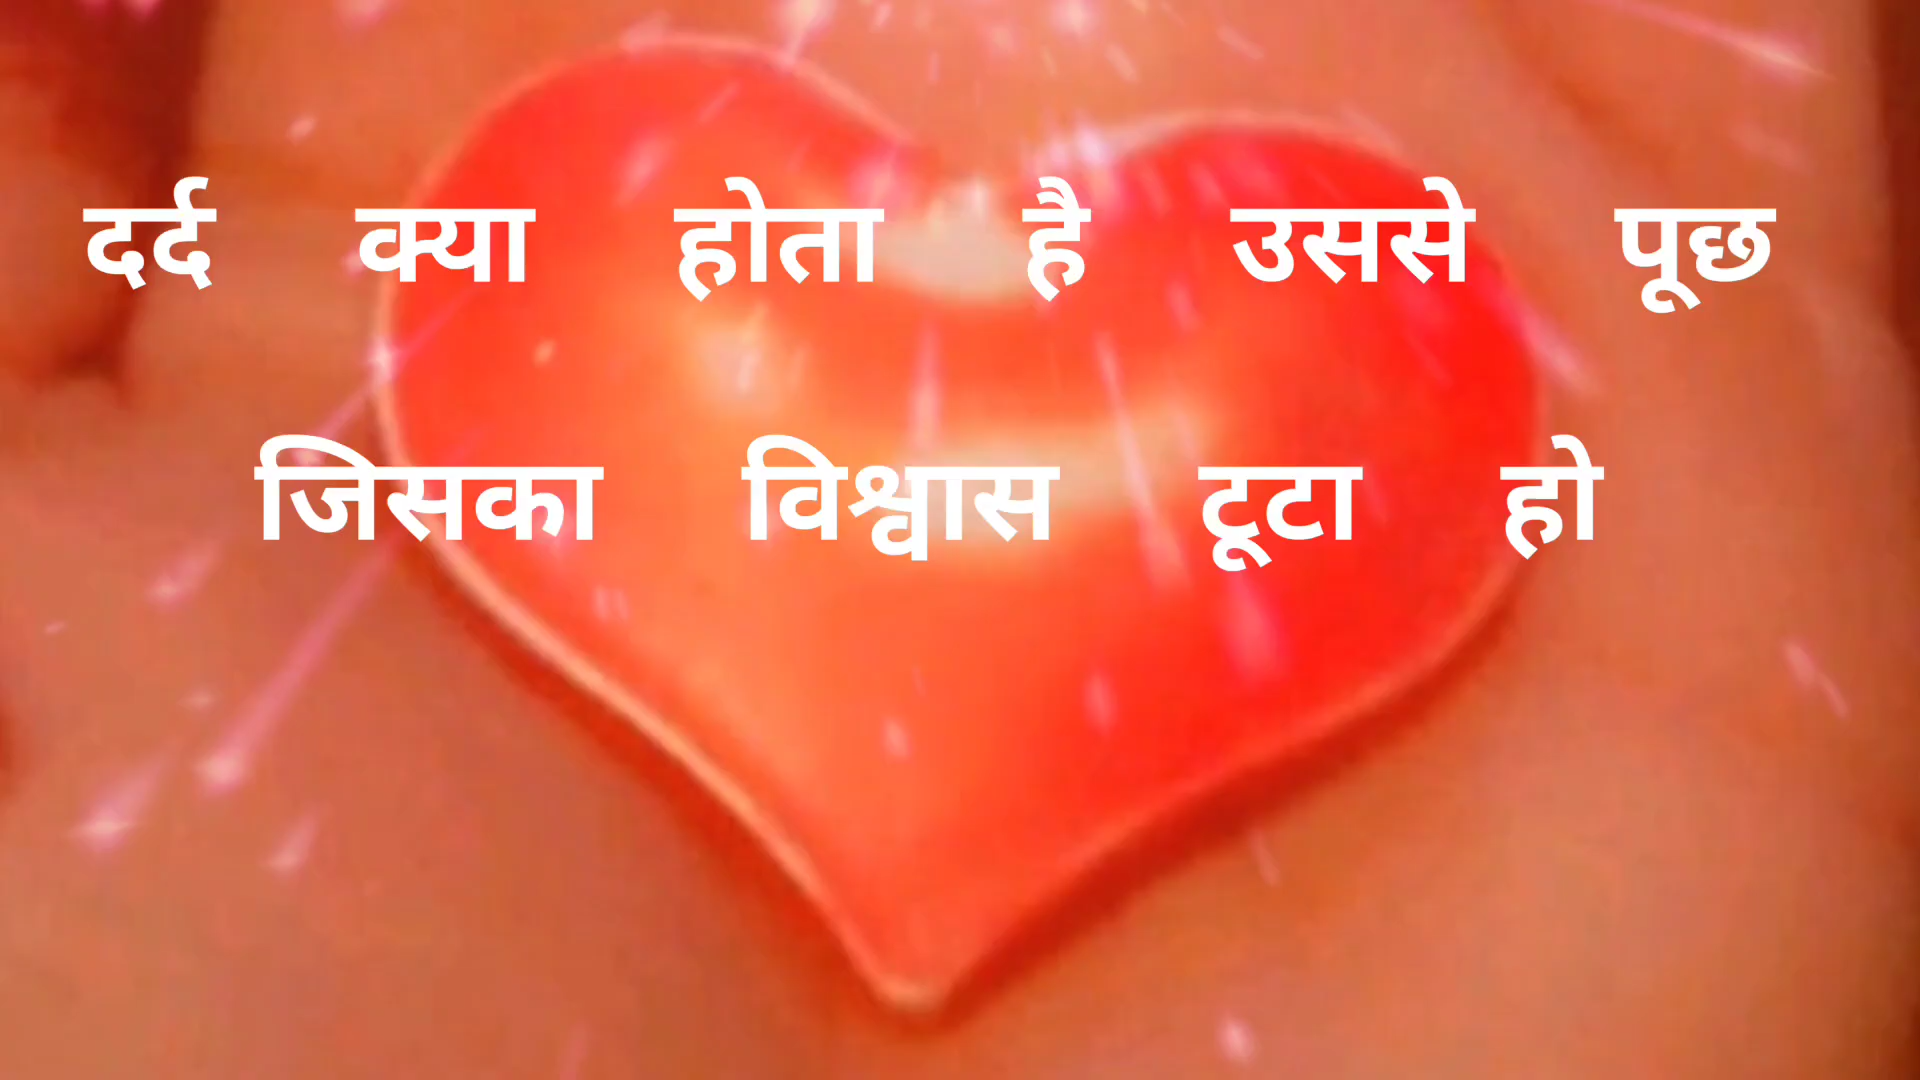 दर्द क्या होता है उससे पूछ
जिसका विश्वास टूटा हो